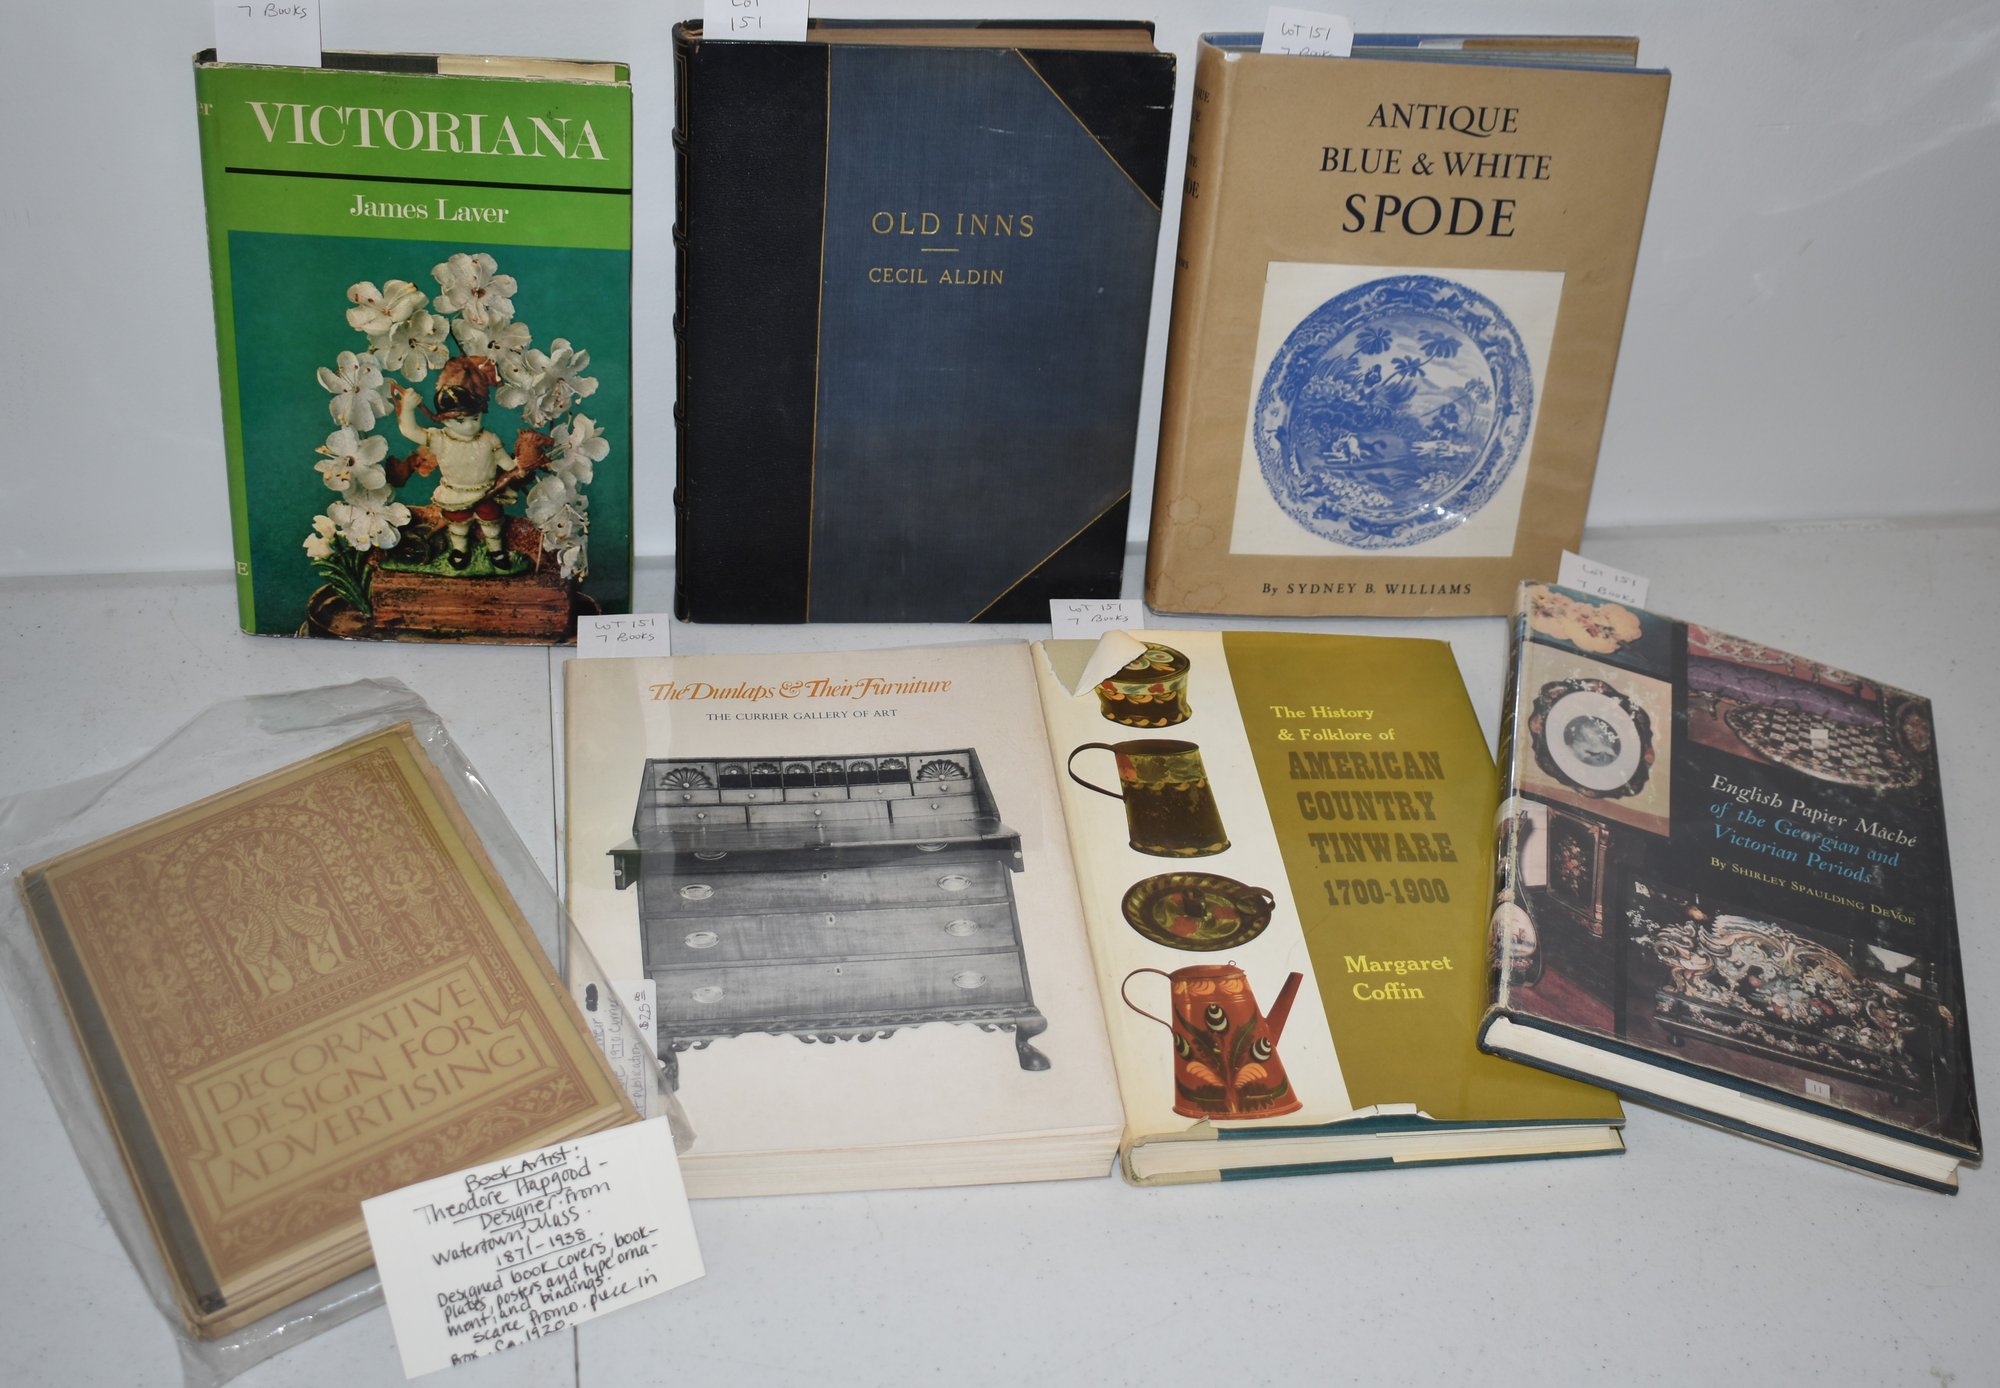 7 Books
VICTORIANA
James Laver
LOT
151
OLD INNS
CECIL ALDIN
LOT 151
7 Books
ANTIQUE
BLUE & WHITE
SPODE
By SYDNEY B. WILLIAMS
LOT 151
7 Books
The Dunlaps & Their Furniture
THE CURRIER GALLERY OF ART
LOT 151
7 Books
The History
& Folklore of
AMERICAN
COUNTRY
TINWARE
1700-1900
Margaret
Coffin
LOT 151
7 Books
English Papier Mâché
of the Georgian and
Victorian Periods
By SHIRLEY SPAULDING DEVOE
11
DECORATIVE
DESIGN FOR
ADVERTISING
Book Artist:
Theodore Hapgood -
Designer: from
Watertown, Mass.
1871-1938.
Designed book covers, book-
plates, posters and type orna-
ment, and bindings.
scarce promo. piece in
Box. Ca. 1920.
1970 Currier
Publication
$25